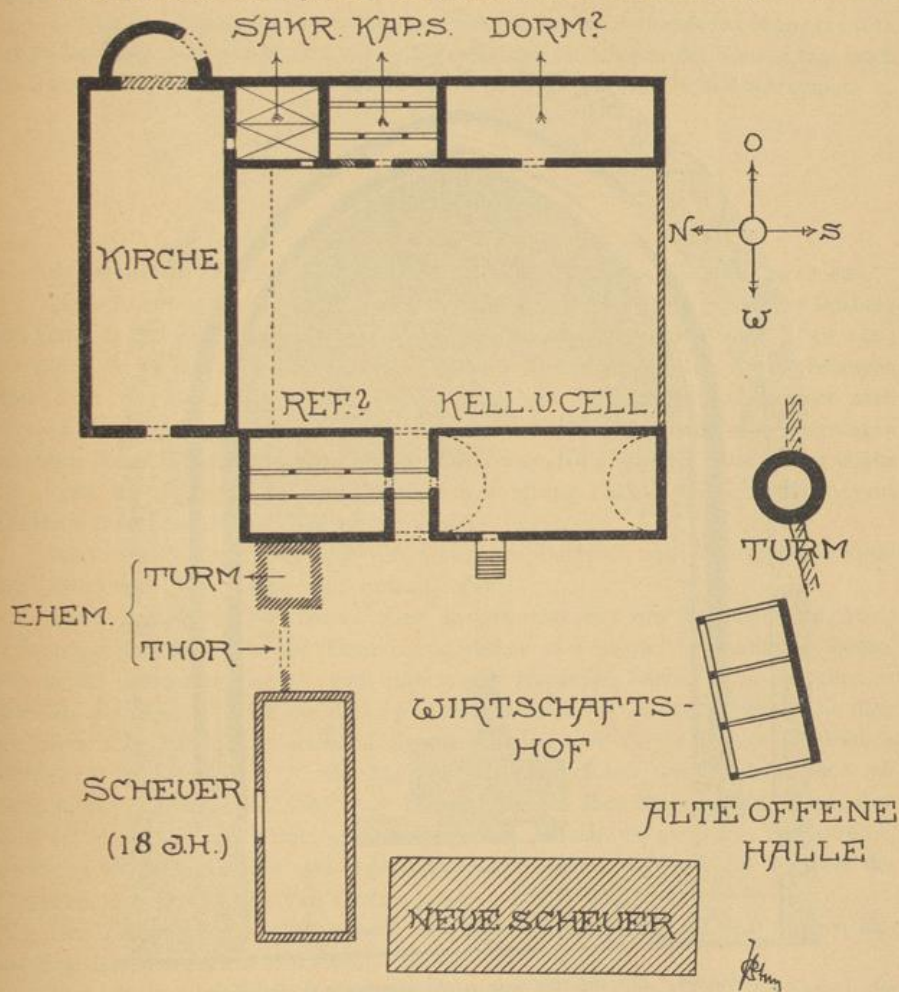 SAKR. KAP.S. DORM?
O
N S
W
KIRCHE
REF.? KELL.U.CELL.
TURM
EHEM.
TURM
THOR
WIRTSCHAFTS-
HOF
SCHEUER
(18 J.H.)
ALTE OFFENE
HALLE
NEUE SCHEUER